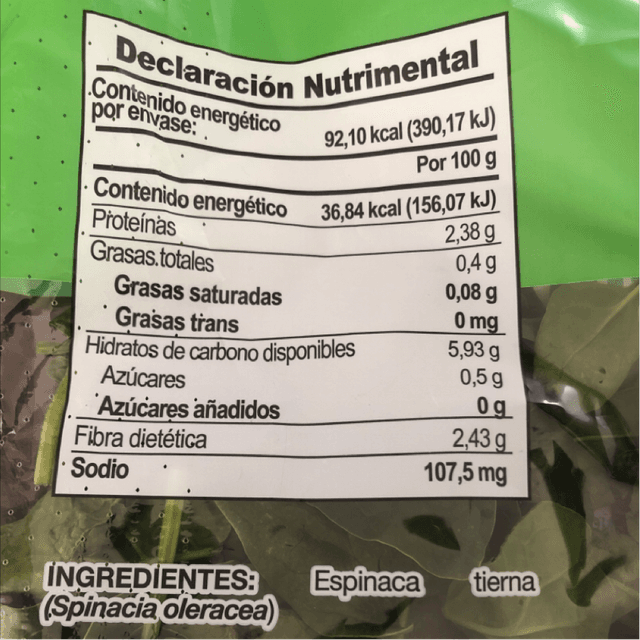 Declaración Nutrimental
Contenido energético
por envase: 92,10 kcal (390,17 kJ)
Por 100 g
Contenido energético 36,84 kcal (156,07 kJ)
Proteínas 2,38 g
Grasas totales 0,4 g
Grasas saturadas 0,08 g
Grasas trans 0 mg
Hidratos de carbono disponibles 5,93 g
Azúcares 0,5 g
Azúcares añadidos 0 g
Fibra dietética 2,43 g
Sodio 107,5 mg
INGREDIENTES: Espinaca tierna
(Spinacia oleracea)